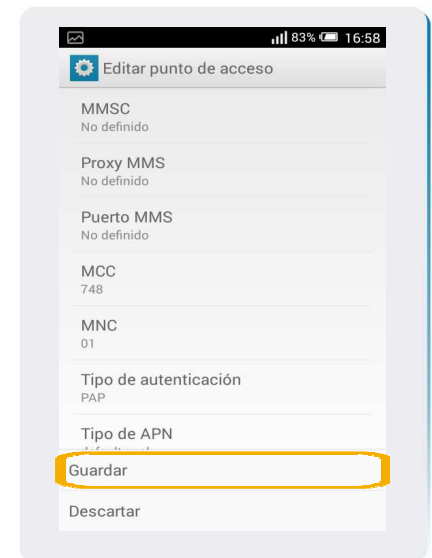 83% 16:58
Editar punto de acceso
MMSC
No definido
Proxy MMS
No definido
Puerto MMS
No definido
MCC
748
MNC
01
Tipo de autenticación
PAP
Tipo de APN
Guardar
Descartar